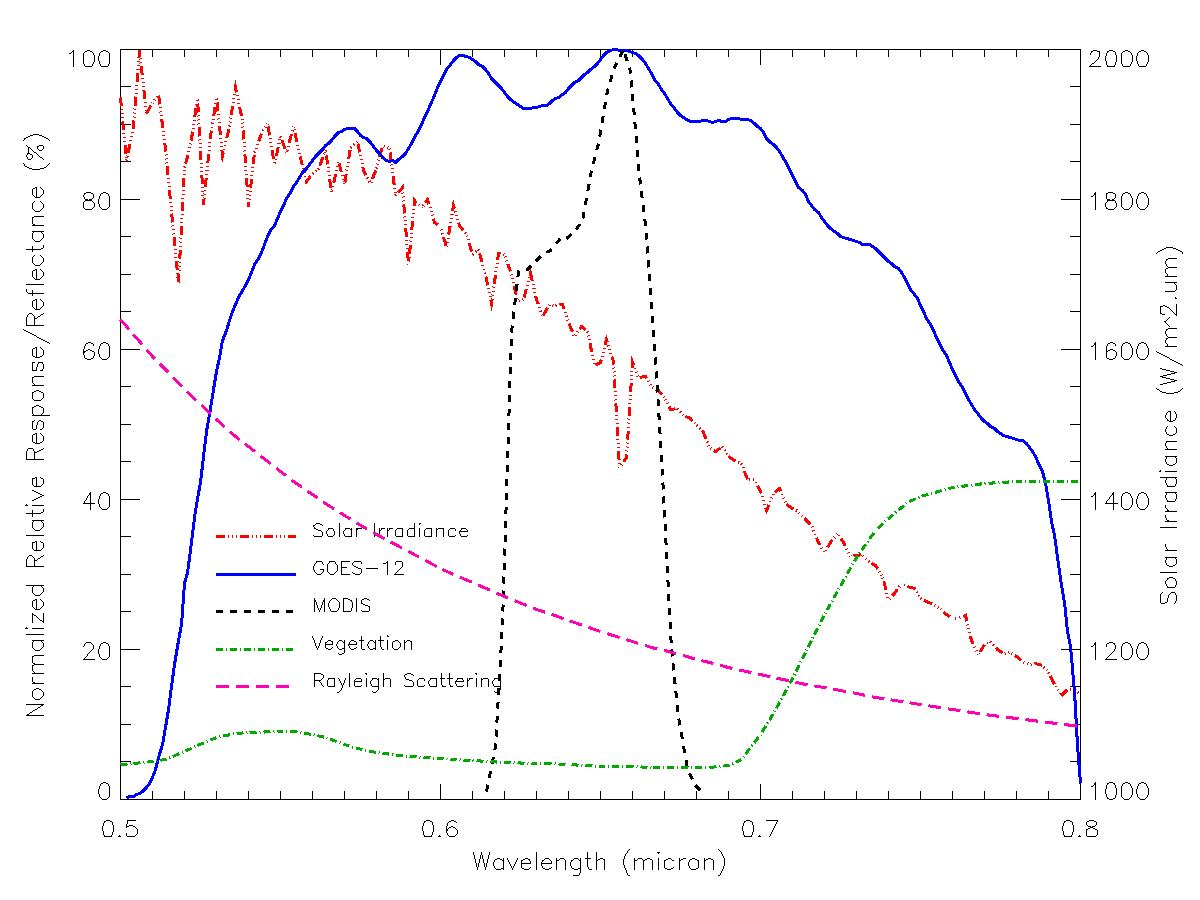 100
80
60
40
20
0
Normalized Relative Response/Reflectance (%)
2000
1800
1600
1400
1200
1000
Solar Irradiance (W/m^2.um)
Solar Irradiance
GOES-12
MODIS
Vegetation
Rayleigh Scattering
0.5 0.6 0.7 0.8
Wavelength (micron)